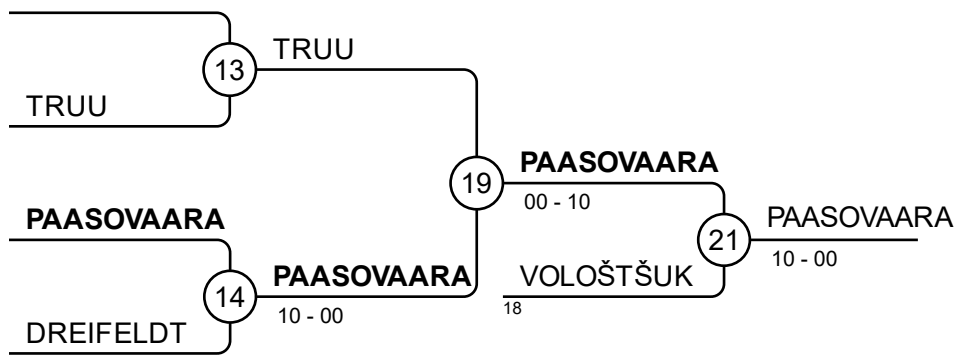 TRUU
13
TRUU
PAASOVAARA
00 - 10
19
PAASOVAARA
PAASOVAARA
10 - 00
21
PAASOVAARA
10 - 00
14
VOLOŠTŠUK
18
DREIFELDT